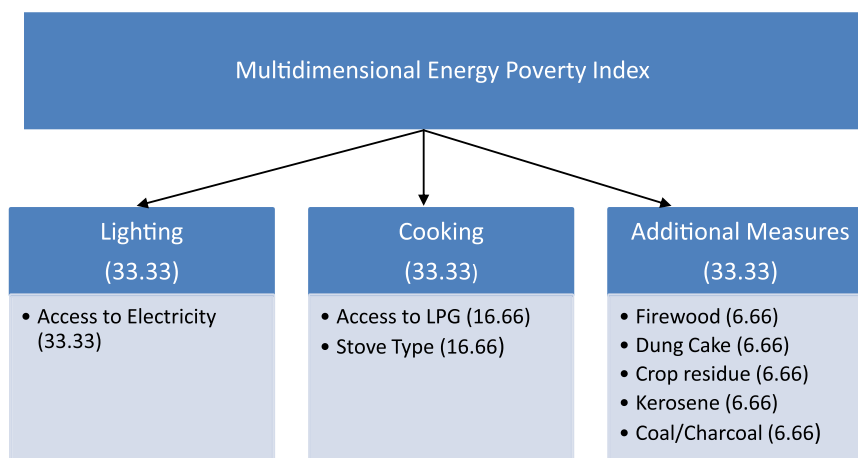 Multidimensional Energy Poverty Index
Lighting
(33.33)
• Access to Electricity
(33.33)
Cooking
(33.33)
• Access to LPG (16.66)
• Stove Type (16.66)
Additional Measures
(33.33)
• Firewood (6.66)
• Dung Cake (6.66)
• Crop residue (6.66)
• Kerosene (6.66)
• Coal/Charcoal (6.66)